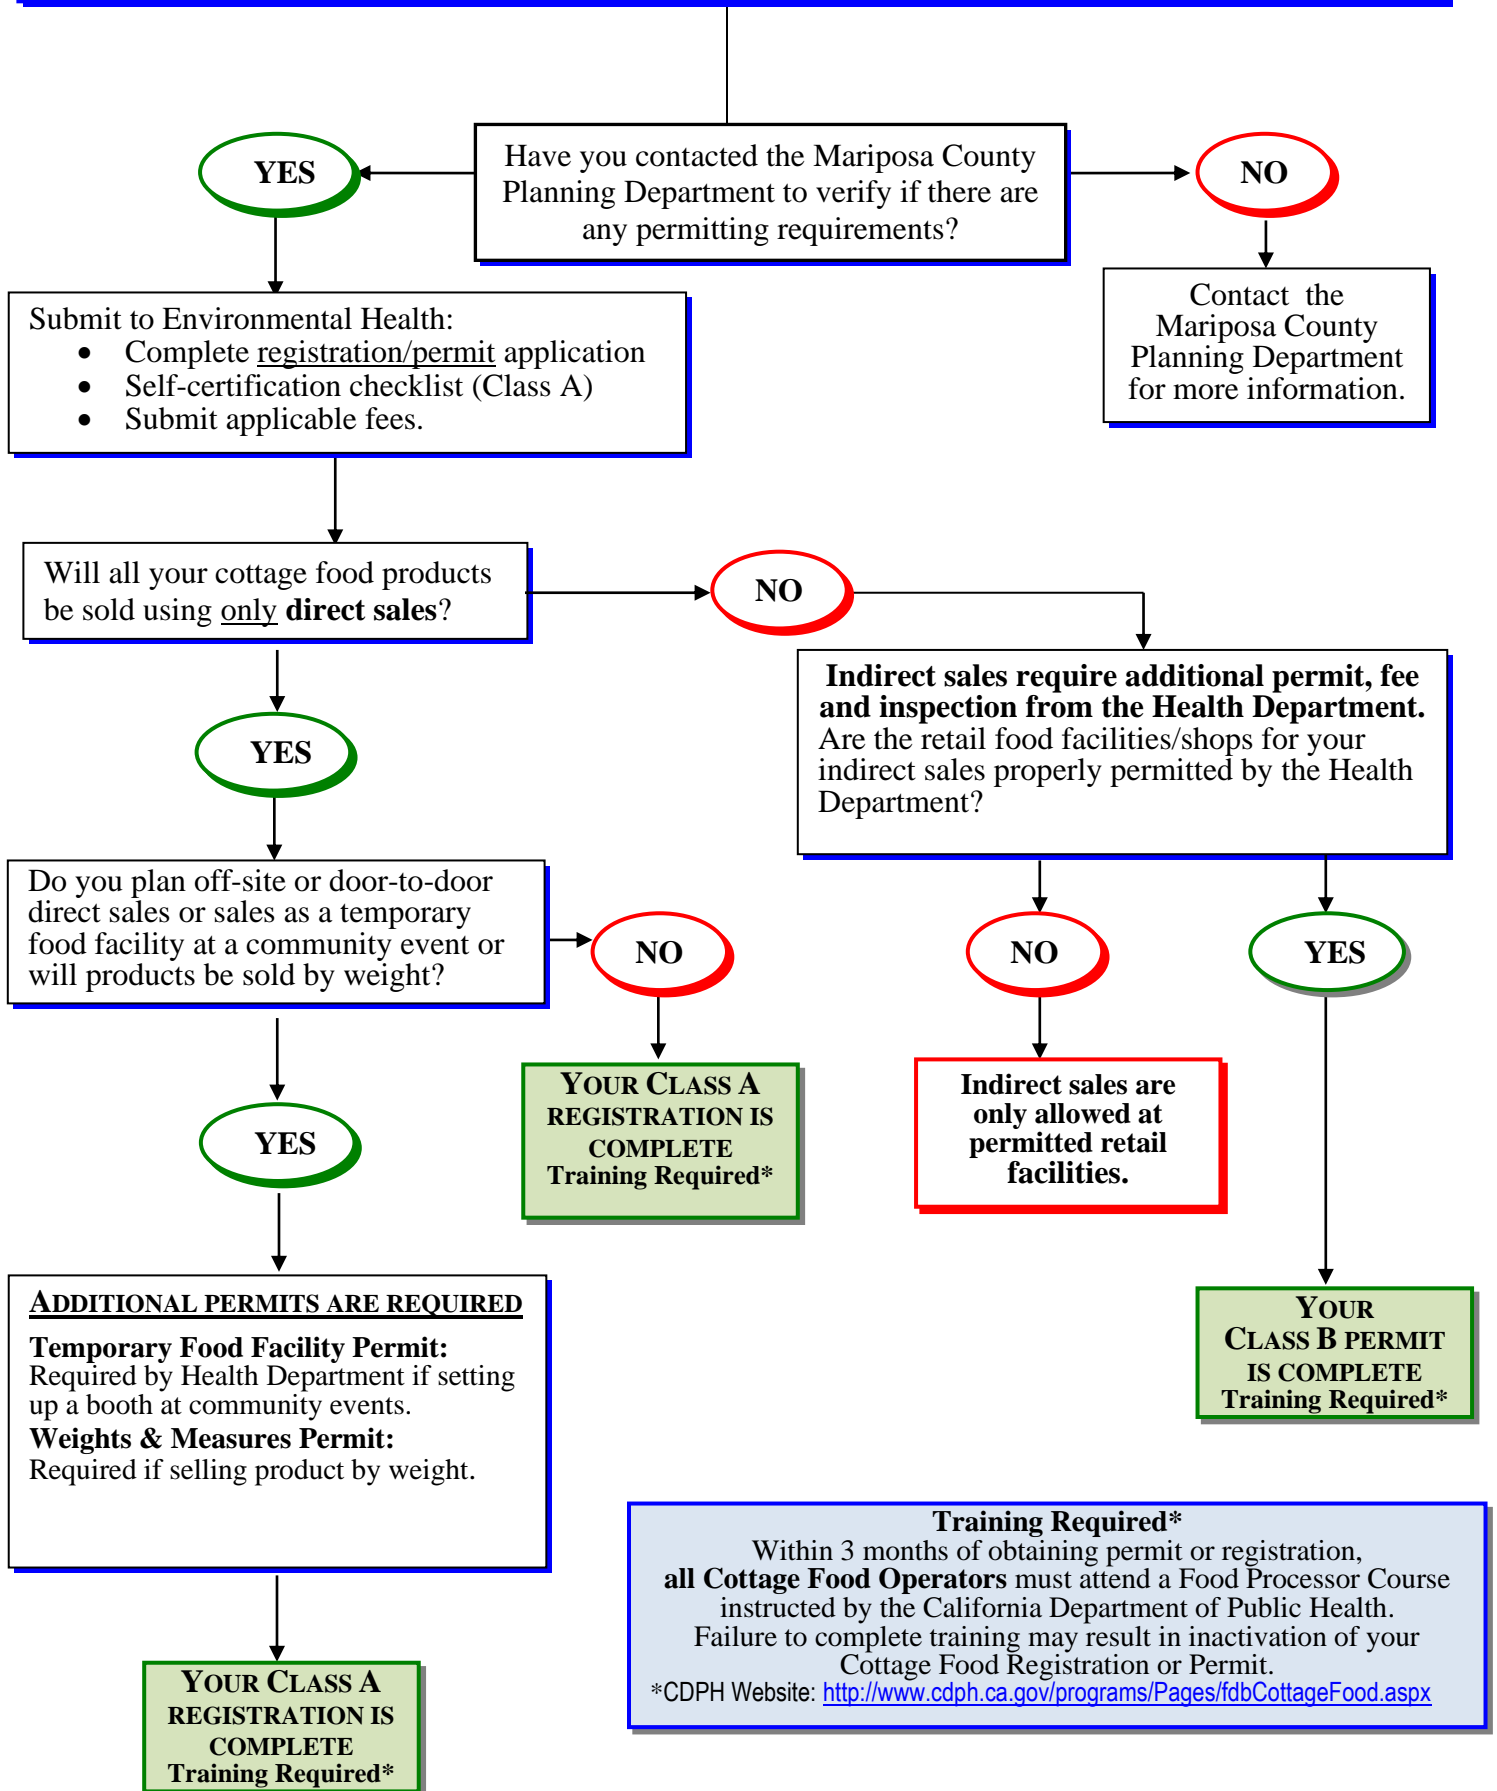 Have you contacted the Mariposa County
Planning Department to verify if there are
any permitting requirements?
YES
NO
Contact the
Mariposa County
Planning Department
for more information.
Submit to Environmental Health:
• Complete registration/permit application
• Self-certification checklist (Class A)
• Submit applicable fees.
Will all your cottage food products
be sold using only direct sales?
NO
YES
Indirect sales require additional permit, fee
and inspection from the Health Department.
Are the retail food facilities/shops for your
indirect sales properly permitted by the Health
Department?
Do you plan off-site or door-to-door
direct sales or sales as a temporary
food facility at a community event or
will products be sold by weight?
NO
NO
YES
YOUR CLASS A
REGISTRATION IS
COMPLETE
Training Required*
Indirect sales are
only allowed at
permitted retail
facilities.
YES
ADDITIONAL PERMITS ARE REQUIRED
Temporary Food Facility Permit:
Required by Health Department if setting
up a booth at community events.
Weights & Measures Permit:
Required if selling product by weight.
YOUR
CLASS B PERMIT
IS COMPLETE
Training Required*
Training Required*
Within 3 months of obtaining permit or registration,
all Cottage Food Operators must attend a Food Processor Course
instructed by the California Department of Public Health.
Failure to complete training may result in inactivation of your
Cottage Food Registration or Permit.
*CDPH Website: http://www.cdph.ca.gov/programs/Pages/fdbCottageFood.aspx
YOUR CLASS A
REGISTRATION IS
COMPLETE
Training Required*